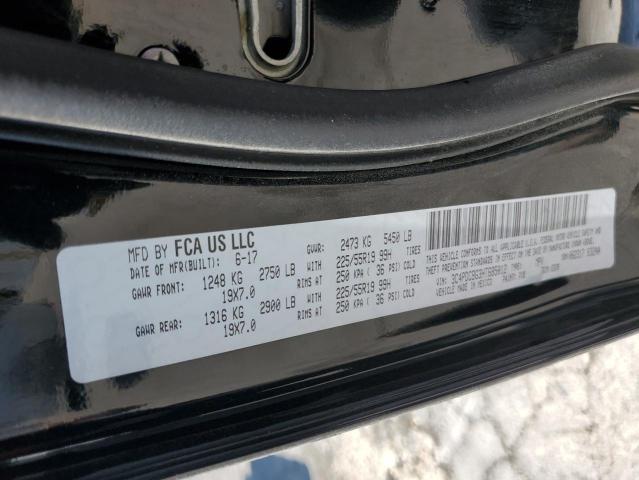 MFD BY FCA US LLC
DATE OF MFR(BUILT): 6-17 GVWR: 2473 KG 5450 LB
GAWR FRONT: 1248 KG 2750 LB WITH 225/55R19 99H TIRES
19X7.0 RIMS AT 250 KPA ( 36 PSI) COLD
GAWR REAR: 1316 KG 2900 LB WITH 225/55R19 99H TIRES
19X7.0 RIMS AT 250 KPA ( 36 PSI) COLD
THIS VEHICLE CONFORMS TO ALL APPLICABLE U.S.A. FEDERAL MOTOR VEHICLE SAFETY AND
THEFT PREVENTION STANDARDS IN EFFECT ON THE DATE OF MANUFACTURE SHOWN ABOVE.
VIN: TYPE:
MADE IN MEXICO PAINT: